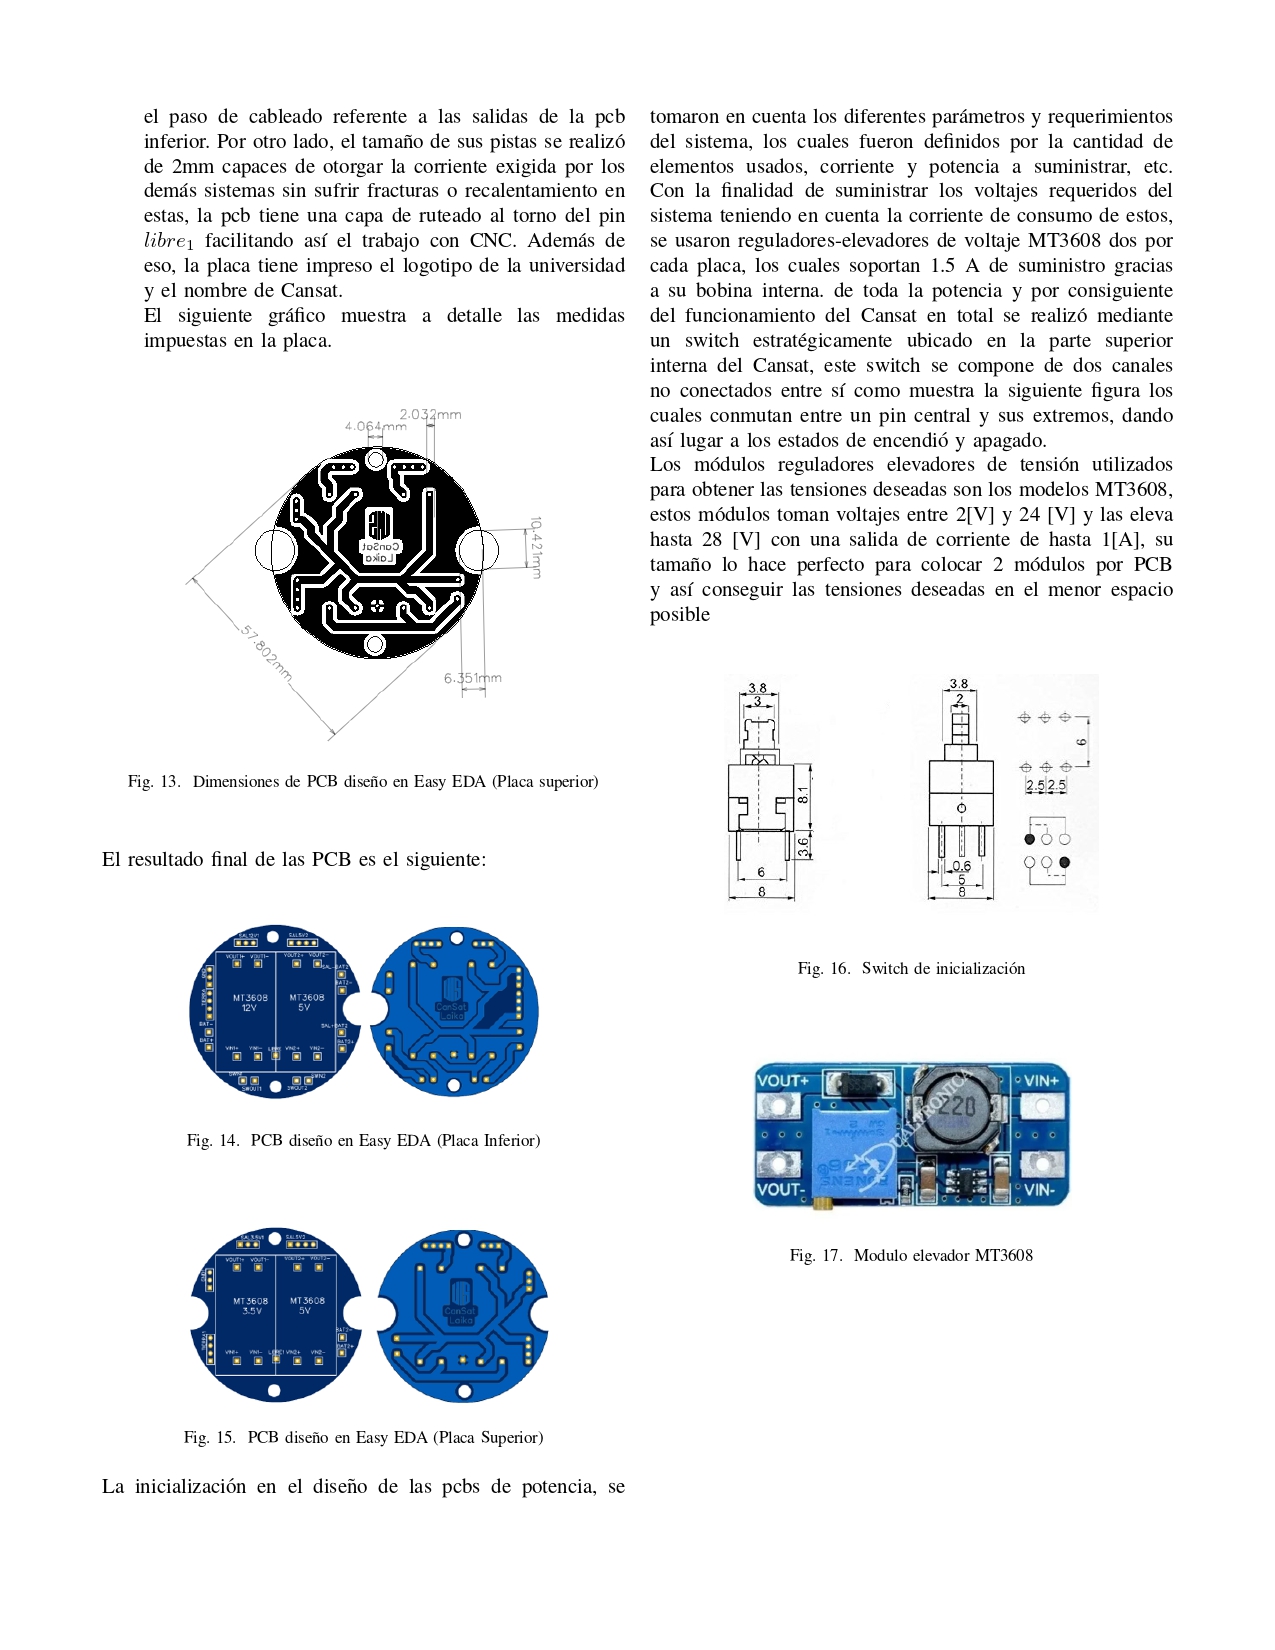 el paso de cableado referente a las salidas de la pcb
inferior. Por otro lado, el tamaño de sus pistas se realizó
de 2mm capaces de otorgar la corriente exigida por los
demás sistemas sin sufrir fracturas o recalentamiento en
estas, la pcb tiene una capa de ruteado al torno del pin
libre1 facilitando así el trabajo con CNC. Además de
eso, la placa tiene impreso el logotipo de la universidad
y el nombre de Cansat.
El siguiente gráfico muestra a detalle las medidas
impuestas en la placa.
2.032mm
4.064mm
10.421mm
CanSat
Laika
57.802mm
6.351mm
Fig. 13. Dimensiones de PCB diseño en Easy EDA (Placa superior)
El resultado final de las PCB es el siguiente:
SAL12V1 SAL5V2
VOUT1+ VOUT1- VOUT2+ VOUT2-
BAT2-
MT3608 MT3608
12V 5V
BAT-
BAT+
BAT2+
VIN1+ VIN1- VIN2+ VIN2-
SWOUT1 SWOUT2
CanSat
Laika
Fig. 14. PCB diseño en Easy EDA (Placa Inferior)
SAL3.5V1 SAL5V2
VOUT1+ VOUT1- VOUT2+ VOUT2-
MT3608 MT3608
3.5V 5V
BAT2-
BAT2+
VIN1+ VIN1- LIBRE1 VIN2+ VIN2-
CanSat
Laika
Fig. 15. PCB diseño en Easy EDA (Placa Superior)
La inicialización en el diseño de las pcbs de potencia, se
tomaron en cuenta los diferentes parámetros y requerimientos
del sistema, los cuales fueron definidos por la cantidad de
elementos usados, corriente y potencia a suministrar, etc.
Con la finalidad de suministrar los voltajes requeridos del
sistema teniendo en cuenta la corriente de consumo de estos,
se usaron reguladores-elevadores de voltaje MT3608 dos por
cada placa, los cuales soportan 1.5 A de suministro gracias
a su bobina interna. de toda la potencia y por consiguiente
del funcionamiento del Cansat en total se realizó mediante
un switch estratégicamente ubicado en la parte superior
interna del Cansat, este switch se compone de dos canales
no conectados entre sí como muestra la siguiente figura los
cuales conmutan entre un pin central y sus extremos, dando
así lugar a los estados de encendió y apagado.
Los módulos reguladores elevadores de tensión utilizados
para obtener las tensiones deseadas son los modelos MT3608,
estos módulos toman voltajes entre 2[V] y 24 [V] y las eleva
hasta 28 [V] con una salida de corriente de hasta 1[A], su
tamaño lo hace perfecto para colocar 2 módulos por PCB
y así conseguir las tensiones deseadas en el menor espacio
posible
3.8
3
8.1
3.6
6
8
3.8
2
0.6
5
8
6
2.5 2.5
Fig. 16. Switch de inicialización
VOUT+ VIN+
220
VOUT- VIN-
Fig. 17. Modulo elevador MT3608